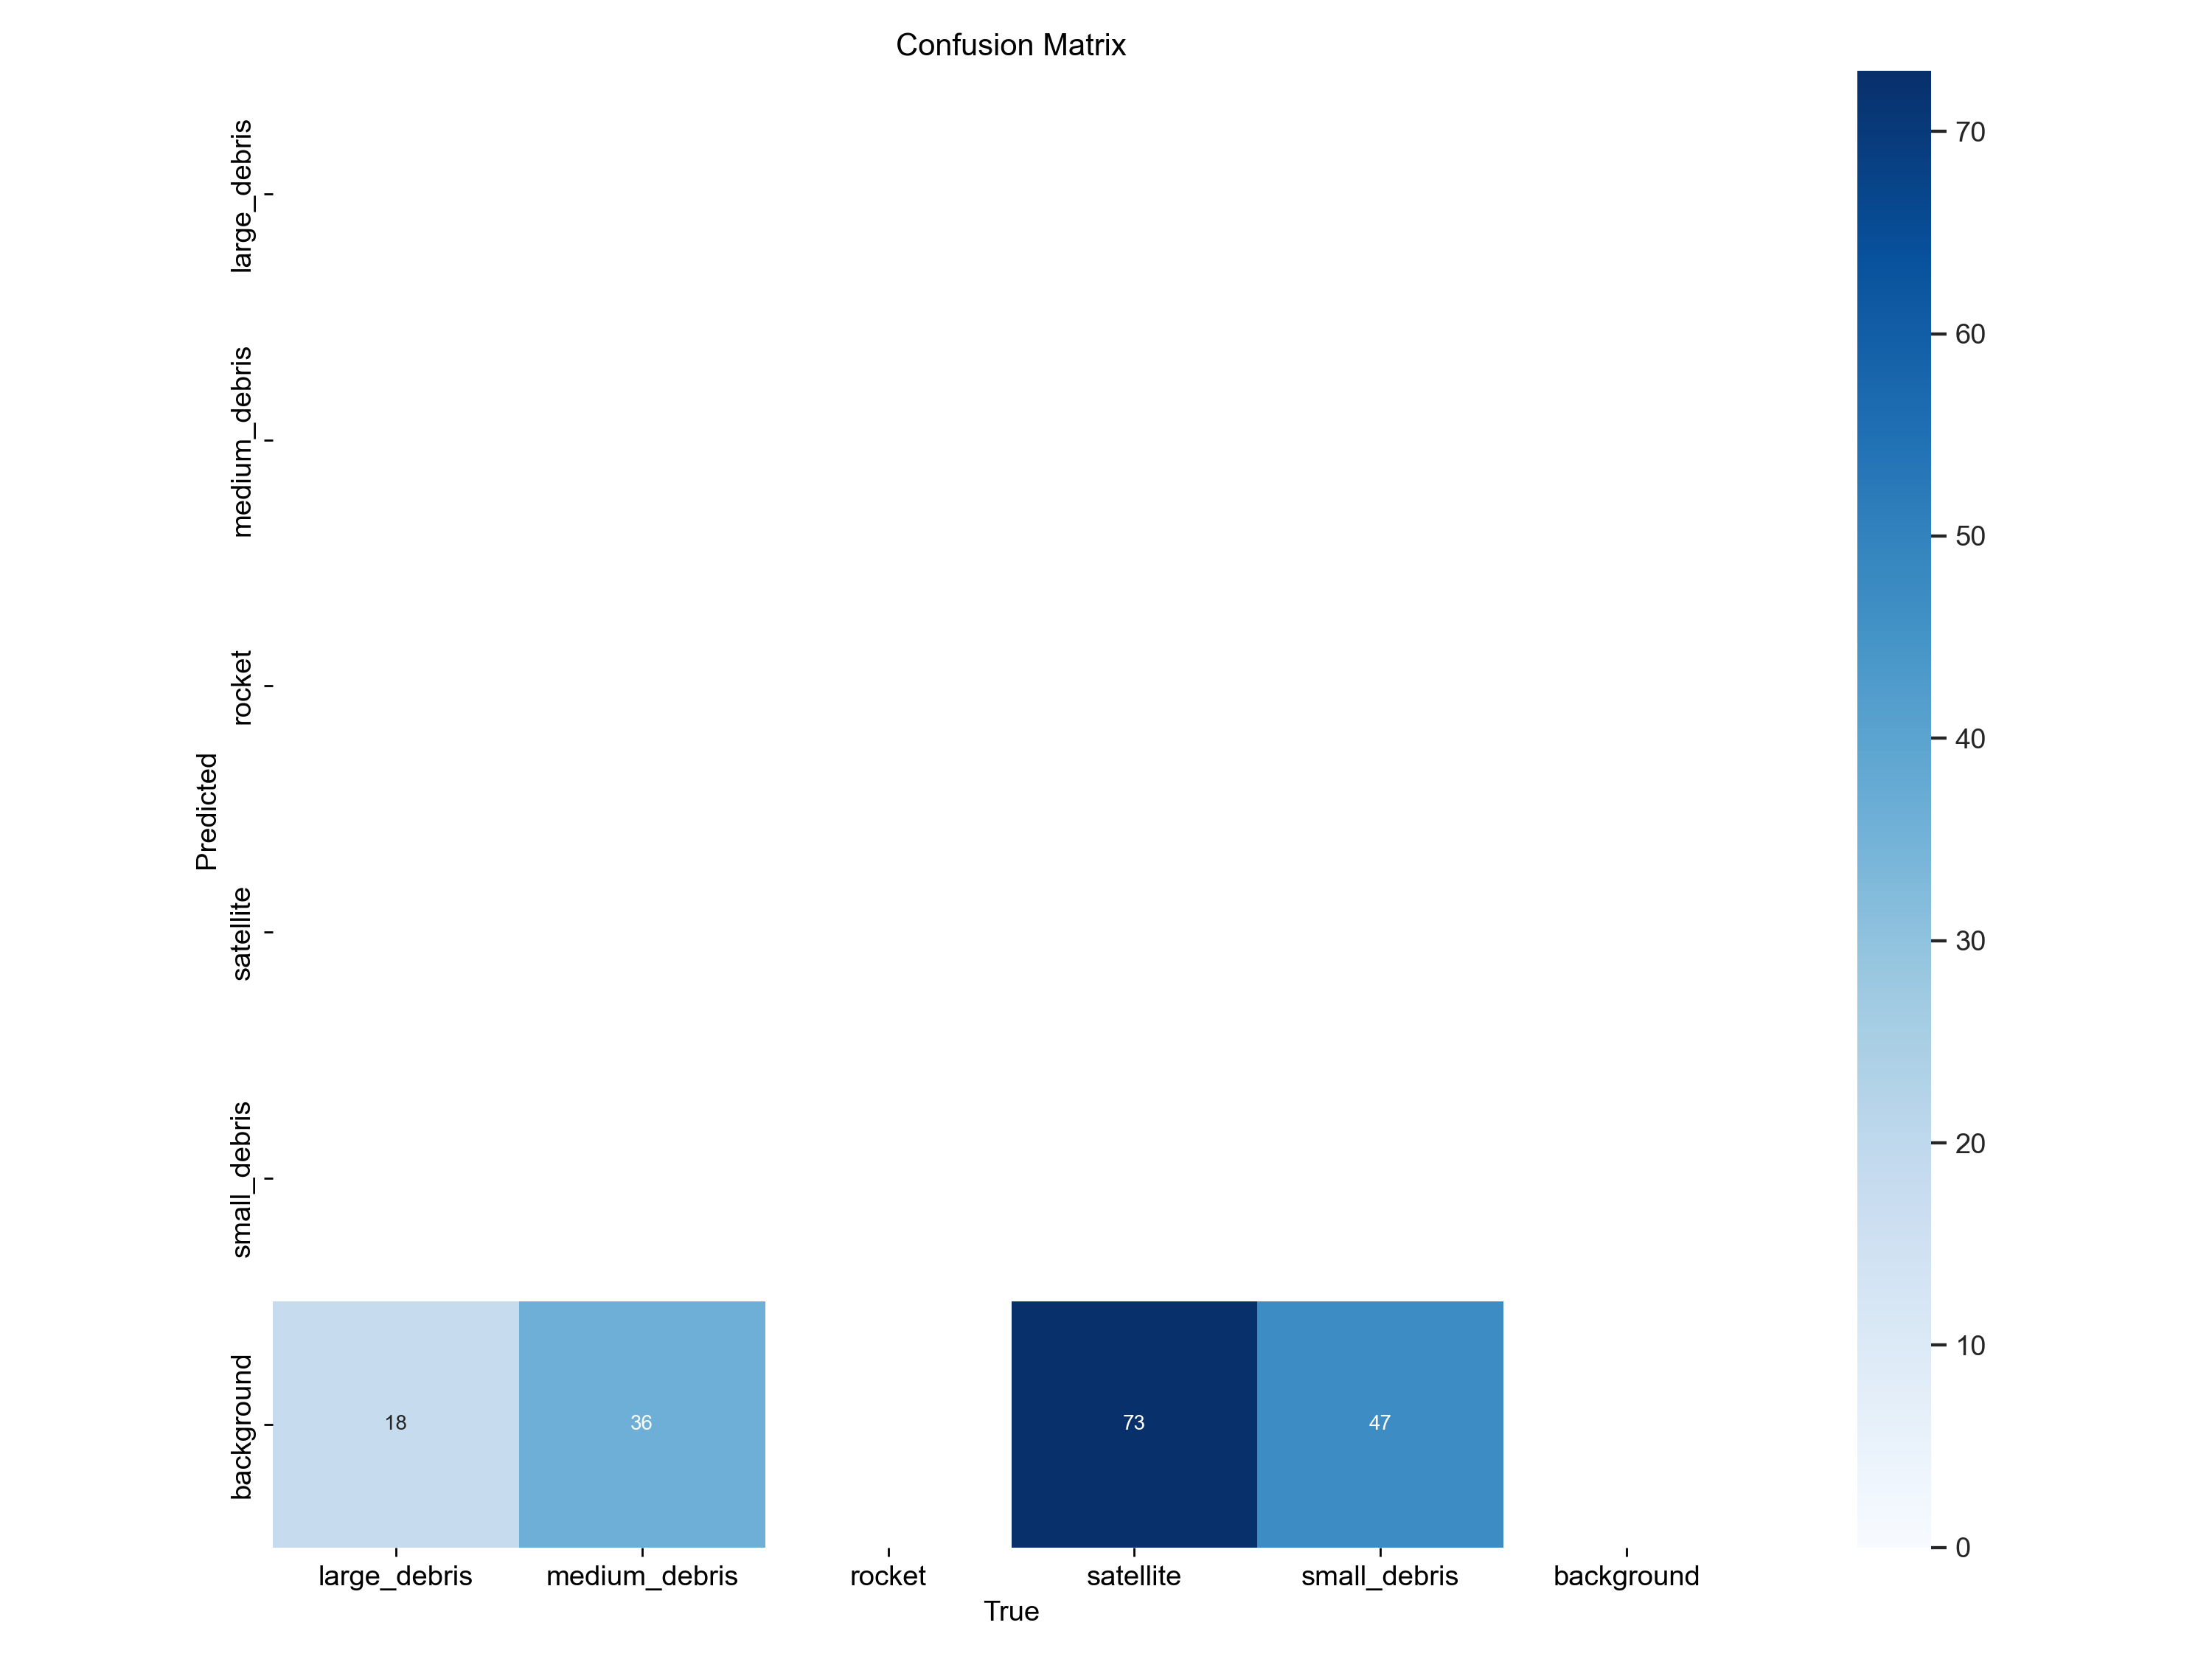 Confusion Matrix
large_debris
medium_debris
rocket
satellite
small_debris
background
Predicted
18
36
73
47
large_debris
medium_debris
rocket
satellite
small_debris
background
True
70
60
50
40
30
20
10
0